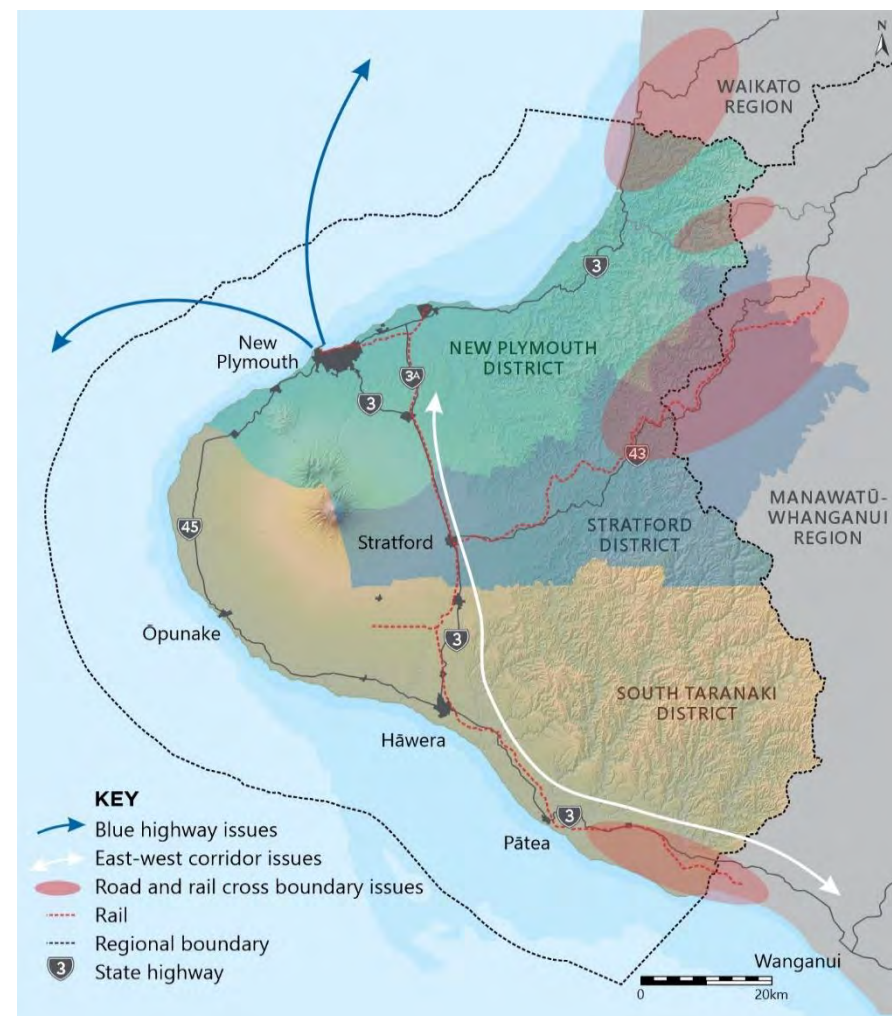 N
WAIKATO
REGION
3
New
Plymouth
NEW PLYMOUTH
DISTRICT
3A
3
43
MANAWATŪ-
WHANGANUI
REGION
45
Stratford
STRATFORD
DISTRICT
Ōpunake
3
SOUTH TARANAKI
DISTRICT
Hāwera
KEY
Blue highway issues
East-west corridor issues
Road and rail cross boundary issues
Rail
Regional boundary
3 State highway
Pātea
3
Wanganui
0 20km